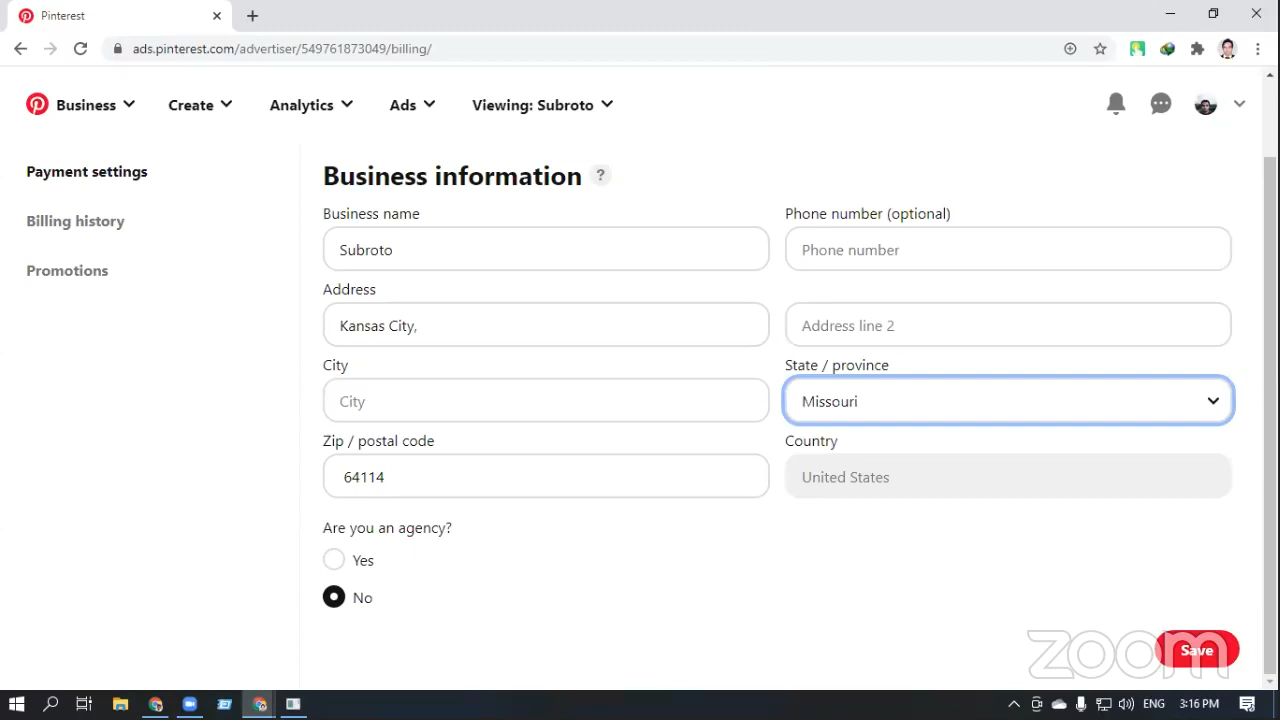 Pinterest
ads.pinterest.com/advertiser/549761873049/billing/
Business Create Analytics Ads Viewing: Subroto
Payment settings
Billing history
Promotions
Business information ?
Business name Phone number (optional)
Subroto Phone number
Address
Kansas City, Address line 2
City State / province
City Missouri
Zip / postal code Country
64114 United States
Are you an agency?
Yes
No
Save
zoom
ENG 3:16 PM